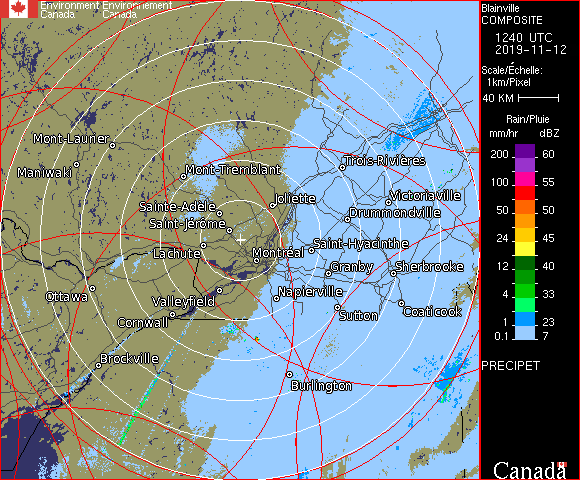 Environment Environnement
Canada Canada
Blainville
COMPOSITE
1240 UTC
2019-11-12
Scale/Échelle:
1km/Pixel
40 KM
Rain/Pluie
mm/hr dBZ
200 60
100 55
50 50
24 45
12 40
4 33
1 23
0.1 7
PRECIPET
Mont-Laurier
Maniwaki
Mont-Tremblant
Trois-Rivières
Sainte-Adele
Joliette
Victoriaville
Saint-Jérome
Drummondville
Lachute
Montréal
Saint-Hyacinthe
Granby
Sherbrooke
Ottawa
Valleyfield
Napierville
Cornwall
Sutton
Coaticook
Brockville
Burlington
Canada